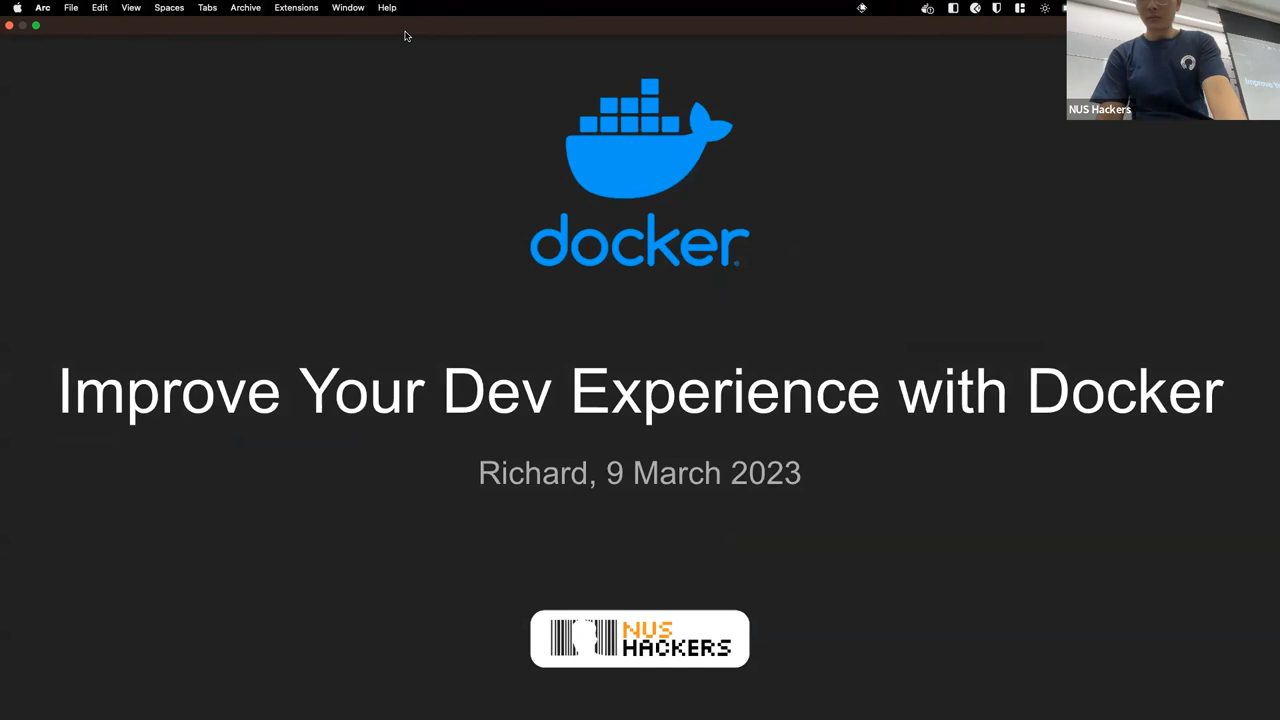 Arc File Edit View Spaces Tabs Archive Extensions Window Help
NUS Hackers
docker
Improve Your Dev Experience with Docker
Richard, 9 March 2023
NUS
HACKERS